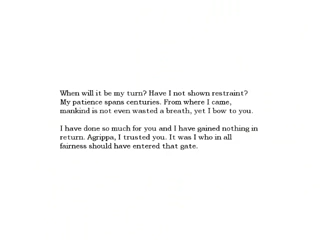 When will it be my turn? Have I not shown restraint?
My patience spans centuries. From where I came,
mankind is not even wasted a breath, yet I bow to you.
I have done so much for you and I have gained nothing in
return. Agrippa, I trusted you. It was I who in all
fairness should have entered that gate.